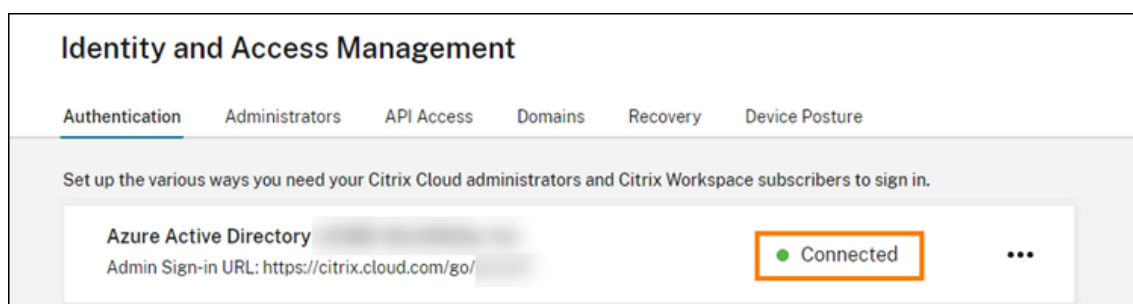 Identity and Access Management
Authentication Administrators API Access Domains Recovery Device Posture
Set up the various ways you need your Citrix Cloud administrators and Citrix Workspace subscribers to sign in.
Azure Active Directory
Connected
Admin Sign-in URL: https://citrix.cloud.com/go/